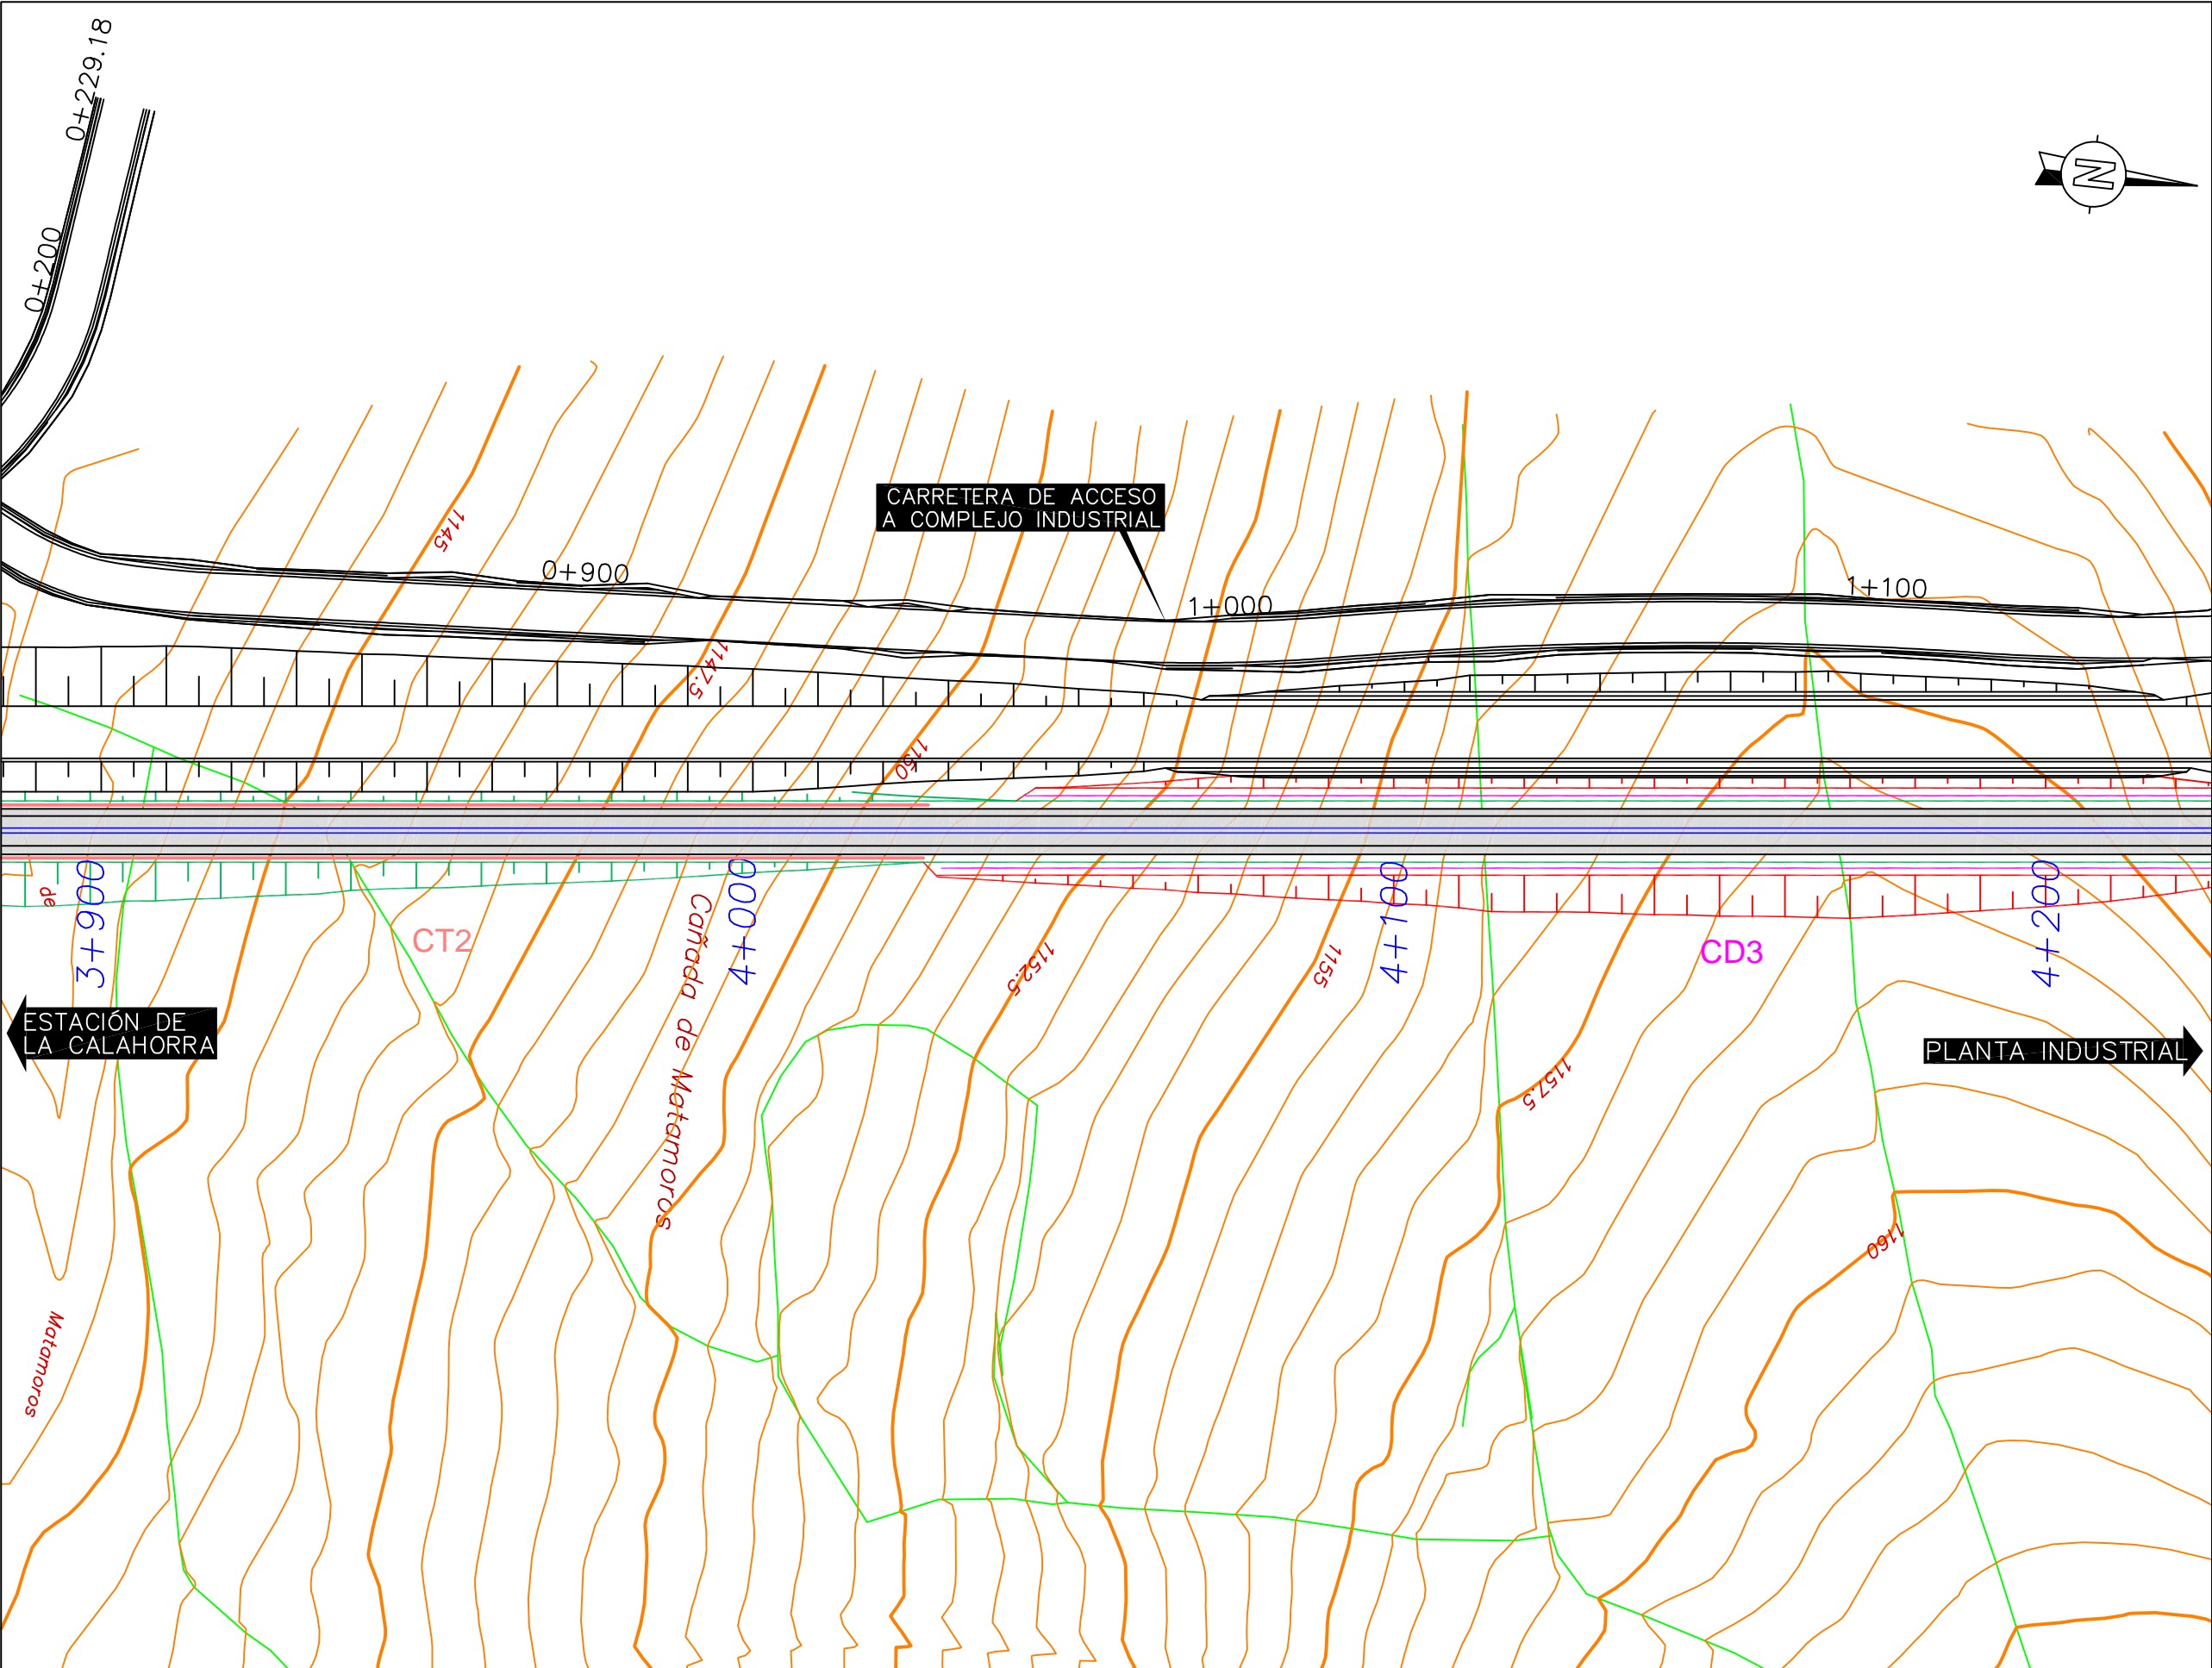 0+229.18
0+200
N
CARRETERA DE ACCESO
A COMPLEJO INDUSTRIAL
1145
0+900
1+000
1+100
1147.5
1150
de
3+900
CT2
Cañada de Matamoros
4+000
1152.5
1155
4+100
CD3
4+200
ESTACIÓN DE
LA CALAHORRA
PLANTA INDUSTRIAL
1157.5
1160
Matamoros